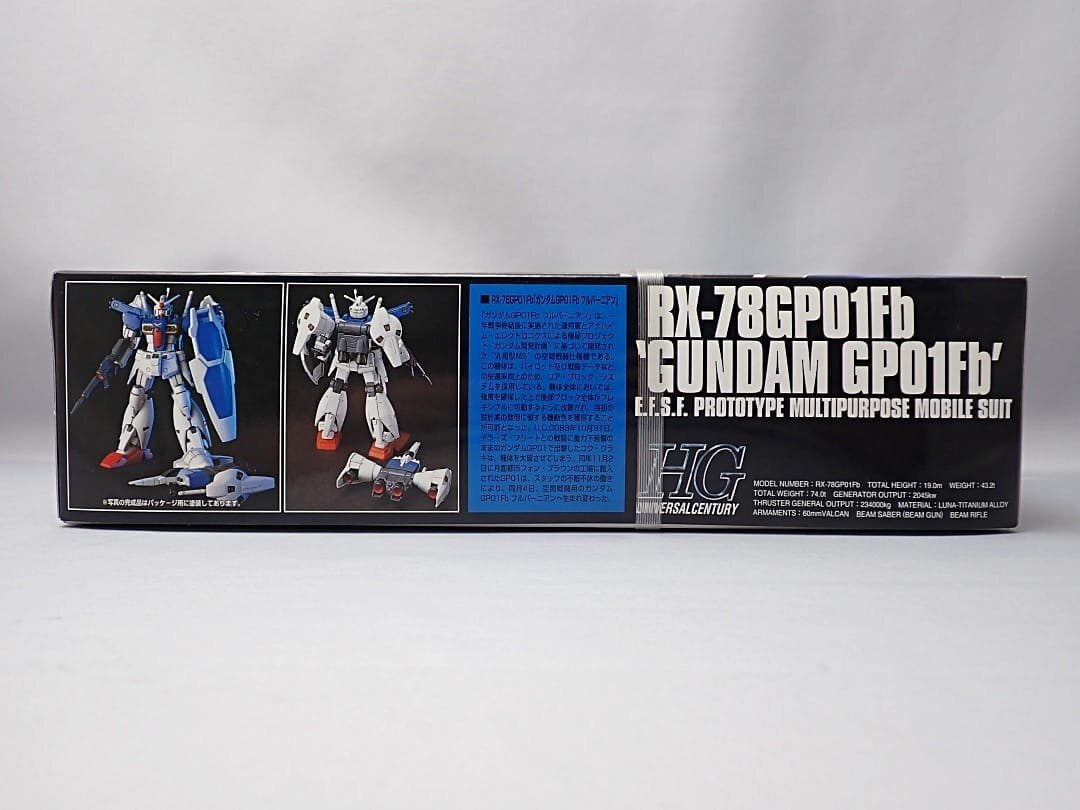 ※写真の完成品はパッケージ用に塗装してあります。
■ RX-78GP01Fb「ガンダムGP01Fb フルバーニアン」
「ガンダムGP01Fb フルバーニアン」は、一
年戦争終結後に実施された連邦軍とアナハイ
ム・エレクトロニクスによる極秘プロジェク
ト“ガンダム開発計画”に基づいて開発され
た“汎用型MS”の空間戦闘仕様機である。
この機体は、パイロット及び戦闘データなど
の生還率向上のため、コア・ブロック・シス
テムを採用している。機体全体においては、
強度を確保した上で後部ブロック全体がフレ
キシブルに可動するように改善され、当初の
設計案の数倍に値する機動性を獲得すること
が可能となった。U.C.0083年10月31日、
デラーズ・フリートとの戦闘に重力下装備の
ままのガンダムGP01で出撃したコウ・ウラ
キは、機体を大破させてしまう。同年11月2
日に月面都市フォン・ブラウンの工場に搬入
されたGP01は、スタッフの不眠不休の働き
により、同月4日、空間戦闘用のガンダム
GP01Fb フルバーニアンへ生まれ変わった。
RX-78GP01Fb
'GUNDAM GP01Fb'
E.F.S.F. PROTOTYPE MULTIPURPOSE MOBILE SUIT
HG
UNIVERSAL CENTURY
MODEL NUMBER : RX-78GP01Fb TOTAL HEIGHT : 19.0m WEIGHT : 43.2t
TOTAL WEIGHT : 74.0t GENERATOR OUTPUT : 2045kw
THRUSTER GENERAL OUTPUT : 234000kg MATERIAL : LUNA-TITANIUM ALLOY
ARMAMENTS : 60mmVALCAN BEAM SABER (BEAM GUN) BEAM RIFLE